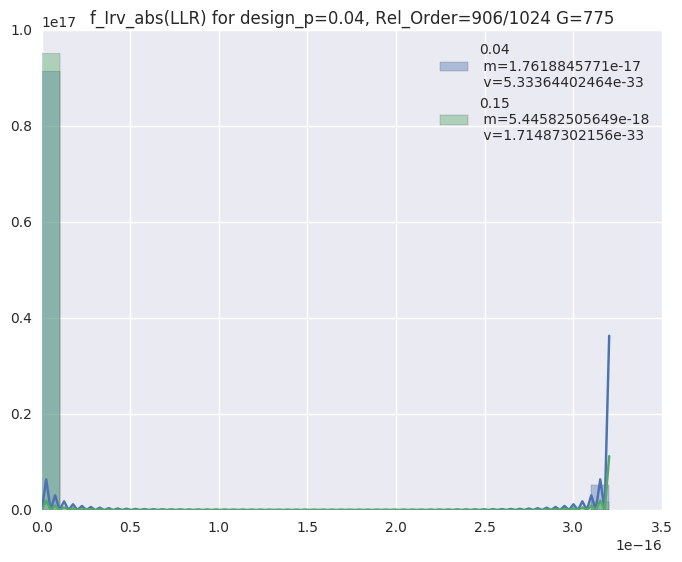 f_Irv_abs(LLR) for design_p=0.04, Rel_Order=906/1024 G=775
1e17
1.0
0.8
0.6
0.4
0.2
0.0
0.04
m=1.7618845771e-17
v=5.33364402464e-33
0.15
m=5.44582505649e-18
v=1.71487302156e-33
0.0 0.5 1.0 1.5 2.0 2.5 3.0 3.5
1e−16